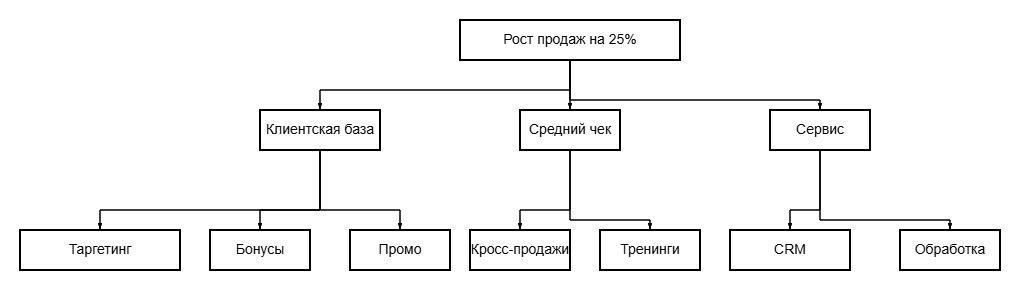 Рост продаж на 25%
Клиентская база
Средний чек
Сервис
Таргетинг
Бонусы
Промо
Кросс-продажи
Тренинги
CRM
Обработка